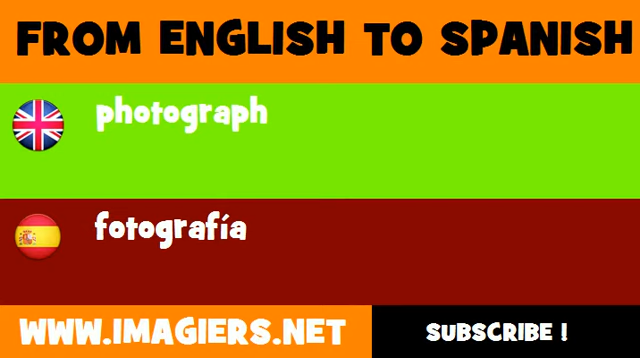 FROM ENGLISH TO SPANISH
photograph
fotografía
WWW.IMAGIERS.NET
SUBSCRIBE !